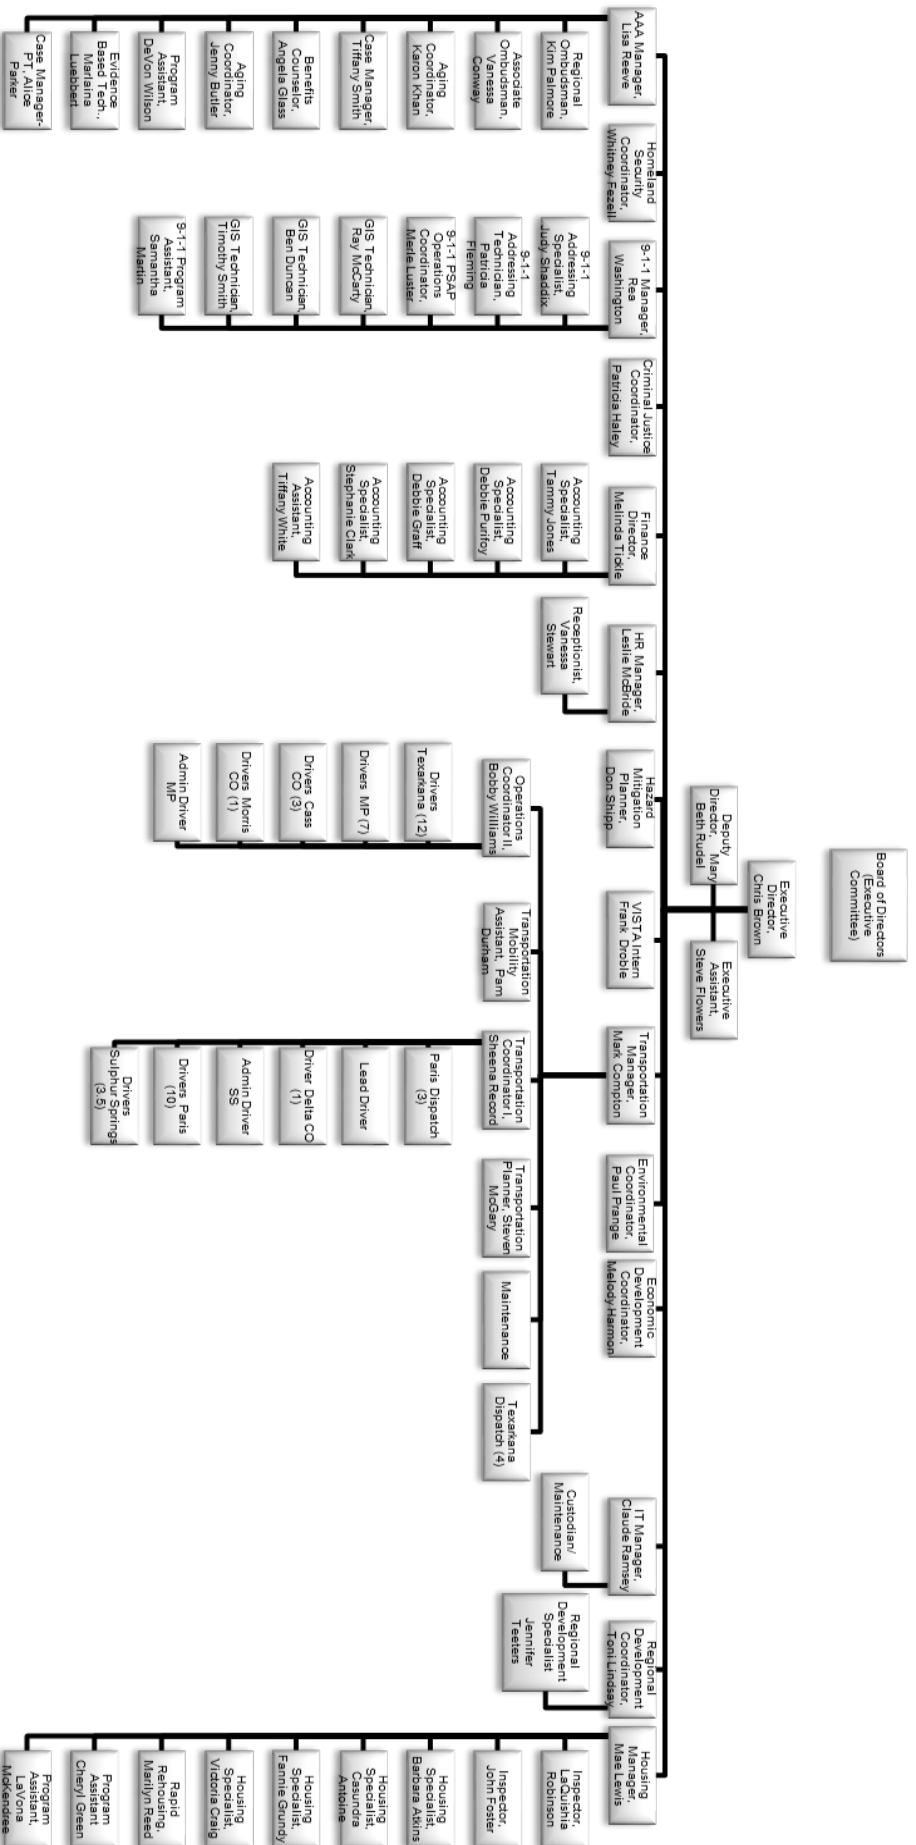 Board of Directors
(Executive
Committee)
Executive
Director,
Chris Brown
Deputy
Director, Mary
Beth Rudel
Executive
Assistant,
Steve Flowers
AAA Manager,
Lisa Reeve
Regional
Ombudsman,
Kim Palmore
Associate
Ombudsman,
Vanessa
Conway
Aging
Coordinator,
Karon Khan
Case Manager,
Tiffany Smith
Benefits
Counselor,
Angela Glass
Aging
Coordinator,
Jenny Butler
Program
Assistant,
DeVon Wilson
Evidence
Based Tech.,
Marlaina
Luebbert
Case Manager-
PT, Alice
Parker
Homeland
Security
Coordinator,
Whitney Fezell
9-1-1 Manager,
Rea
Washington
9-1-1
Addressing
Specialist,
Judy Shaddix
9-1-1
Addressing
Technician,
Patricia
Fleming
9-1-1 PSAP
Operations
Coordinator,
Merle Luster
GIS Technician,
Ray McCarty
GIS Technician,
Ben Duncan
GIS Technician,
Timothy Smith
9-1-1 Program
Assistant,
Samantha
Martin
Criminal Justice
Coordinator,
Patricia Haley
Finance
Director,
Melinda Tickle
Accounting
Specialist,
Tammy Jones
Accounting
Specialist,
Debbie Purifoy
Accounting
Specialist,
Debbie Graff
Accounting
Specialist,
Stephanie Clark
Accounting
Assistant,
Tiffany White
HR Manager,
Leslie McBride
Receptionist,
Vanessa
Stewart
Hazard
Mitigation
Planner,
Don Shipp
VISTA Intern
Frank Droble
Transportation
Manager,
Mark Compton
Operations
Coordinator II,
Bobby Williams
Drivers
Texarkana (12)
Drivers MP (7)
Drivers Cass
CO (3)
Drivers Morris
CO (1)
Admin Driver
MP
Transportation
Mobility
Assistant, Pam
Durham
Transportation
Coordinator I,
Sheena Record
Paris Dispatch
(3)
Lead Driver
Driver Delta CO
(1)
Admin Driver
SS
Drivers Paris
(10)
Drivers
Sulphur Springs
(3.5)
Transportation
Planner, Steven
McGary
Maintenance
Texarkana
Dispatch (4)
Environmental
Coordinator,
Paul Prange
Economic
Development
Coordinator,
Melody Harmon
IT Manager,
Claude Ramsey
Custodian/
Maintenance
Regional
Development
Coordinator,
Toni Lindsay
Regional
Development
Specialist
Jennifer
Teeters
Housing
Manager,
Mae Lewis
Inspector,
LaQuishia
Robinson
Inspector,
John Foster
Housing
Specialist,
Barbara Atkins
Housing
Specialist,
Casundra
Antoine
Housing
Specialist,
Fannie Grundy
Housing
Specialist,
Victoria Craig
Rapid
Rehousing,
Marilyn Reed
Program
Assistant
Cheryl Green
Program
Assistant,
LaVona
McKendree